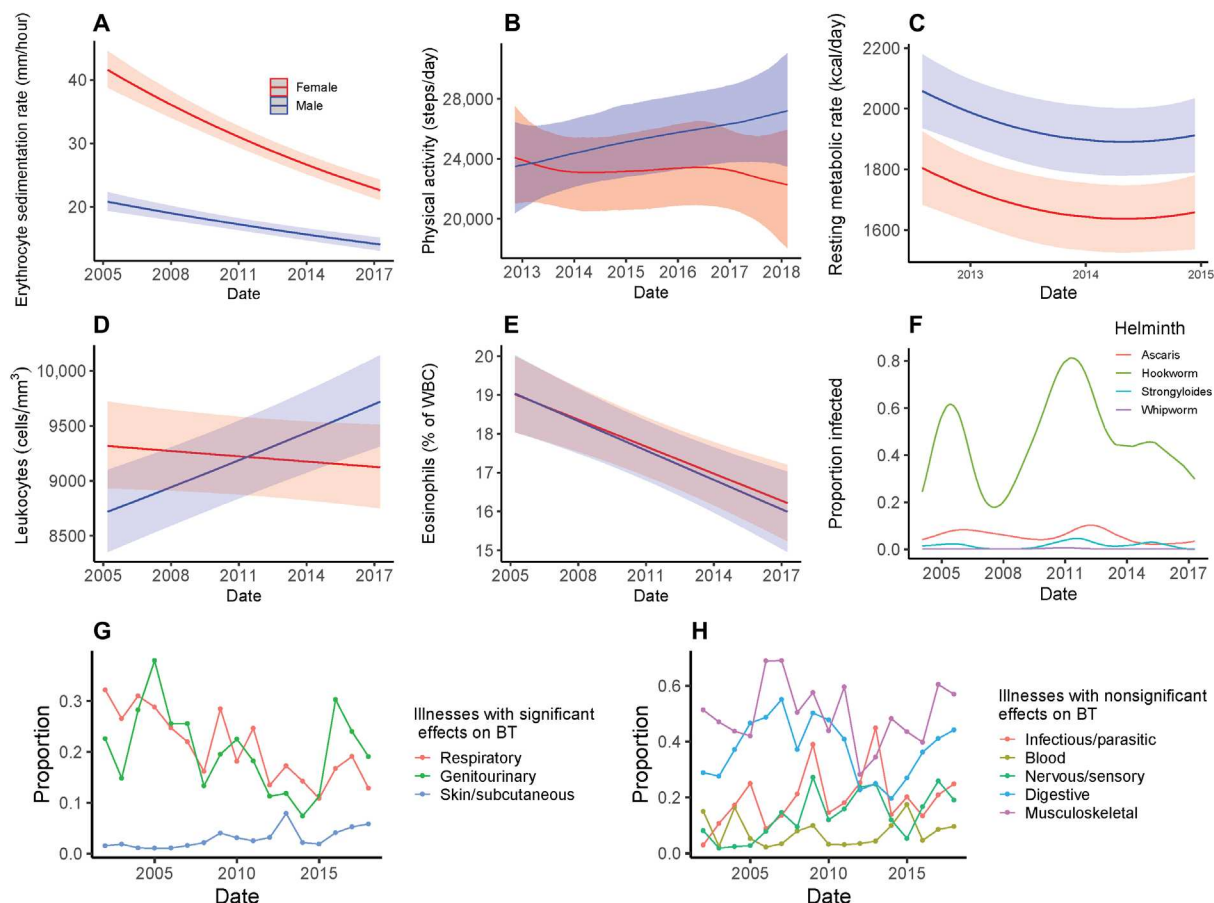 A
Erythrocyte sedimentation rate (mm/hour)
40
30
20
2005 2008 2011 2014 2017
Date
Female
Male
B
Physical activity (steps/day)
28,000
24,000
20,000
2013 2014 2015 2016 2017 2018
Date
C
Resting metabolic rate (kcal/day)
2200
2000
1800
1600
2013 2014 2015
Date
D
Leukocytes (cells/mm³)
10,000
9500
9000
8500
2005 2008 2011 2014 2017
Date
E
Eosinophils (% of WBC)
20
19
18
17
16
15
2005 2008 2011 2014 2017
Date
F
Proportion infected
0.8
0.6
0.4
0.2
0.0
2005 2008 2011 2014 2017
Date
Helminth
Ascaris
Hookworm
Strongyloides
Whipworm
G
Proportion
0.3
0.2
0.1
0.0
2005 2010 2015
Date
Illnesses with significant
effects on BT
Respiratory
Genitourinary
Skin/subcutaneous
H
Proportion
0.6
0.4
0.2
0.0
2005 2010 2015
Date
Illnesses with nonsignificant
effects on BT
Infectious/parasitic
Blood
Nervous/sensory
Digestive
Musculoskeletal